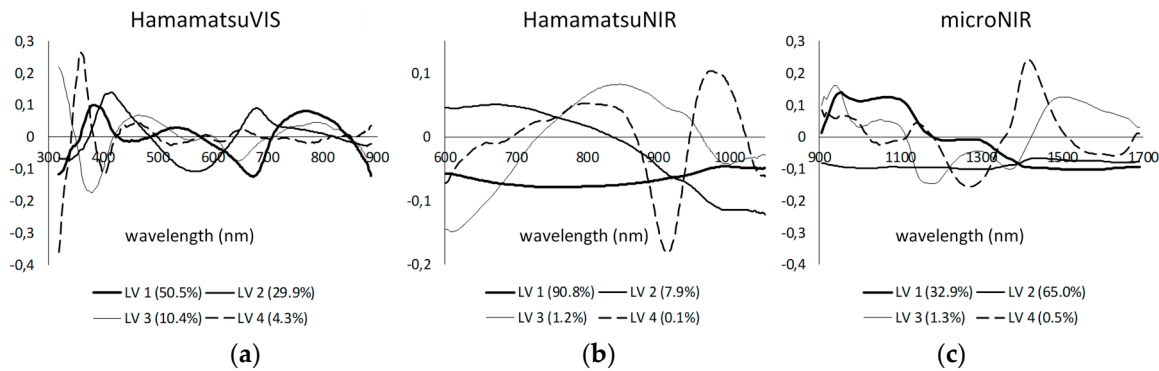 HamamatsuVIS
0,3
0,2
0,1
0
-0,1
-0,2
-0,3
-0,4
300 400 500 600 700 800 900
wavelength (nm)
LV 1 (50.5%) LV 2 (29.9%)
LV 3 (10.4%) LV 4 (4.3%)
(a)
HamamatsuNIR
0,1
0
-0,1
-0,2
600 700 800 900 1000
wavelength (nm)
LV 1 (90.8%) LV 2 (7.9%)
LV 3 (1.2%) LV 4 (0.1%)
(b)
microNIR
0,3
0,2
0,1
0
-0,1
-0,2
-0,3
-0,4
900 1100 1300 1500 1700
wavelength (nm)
LV 1 (32.9%) LV 2 (65.0%)
LV 3 (1.3%) LV 4 (0.5%)
(c)